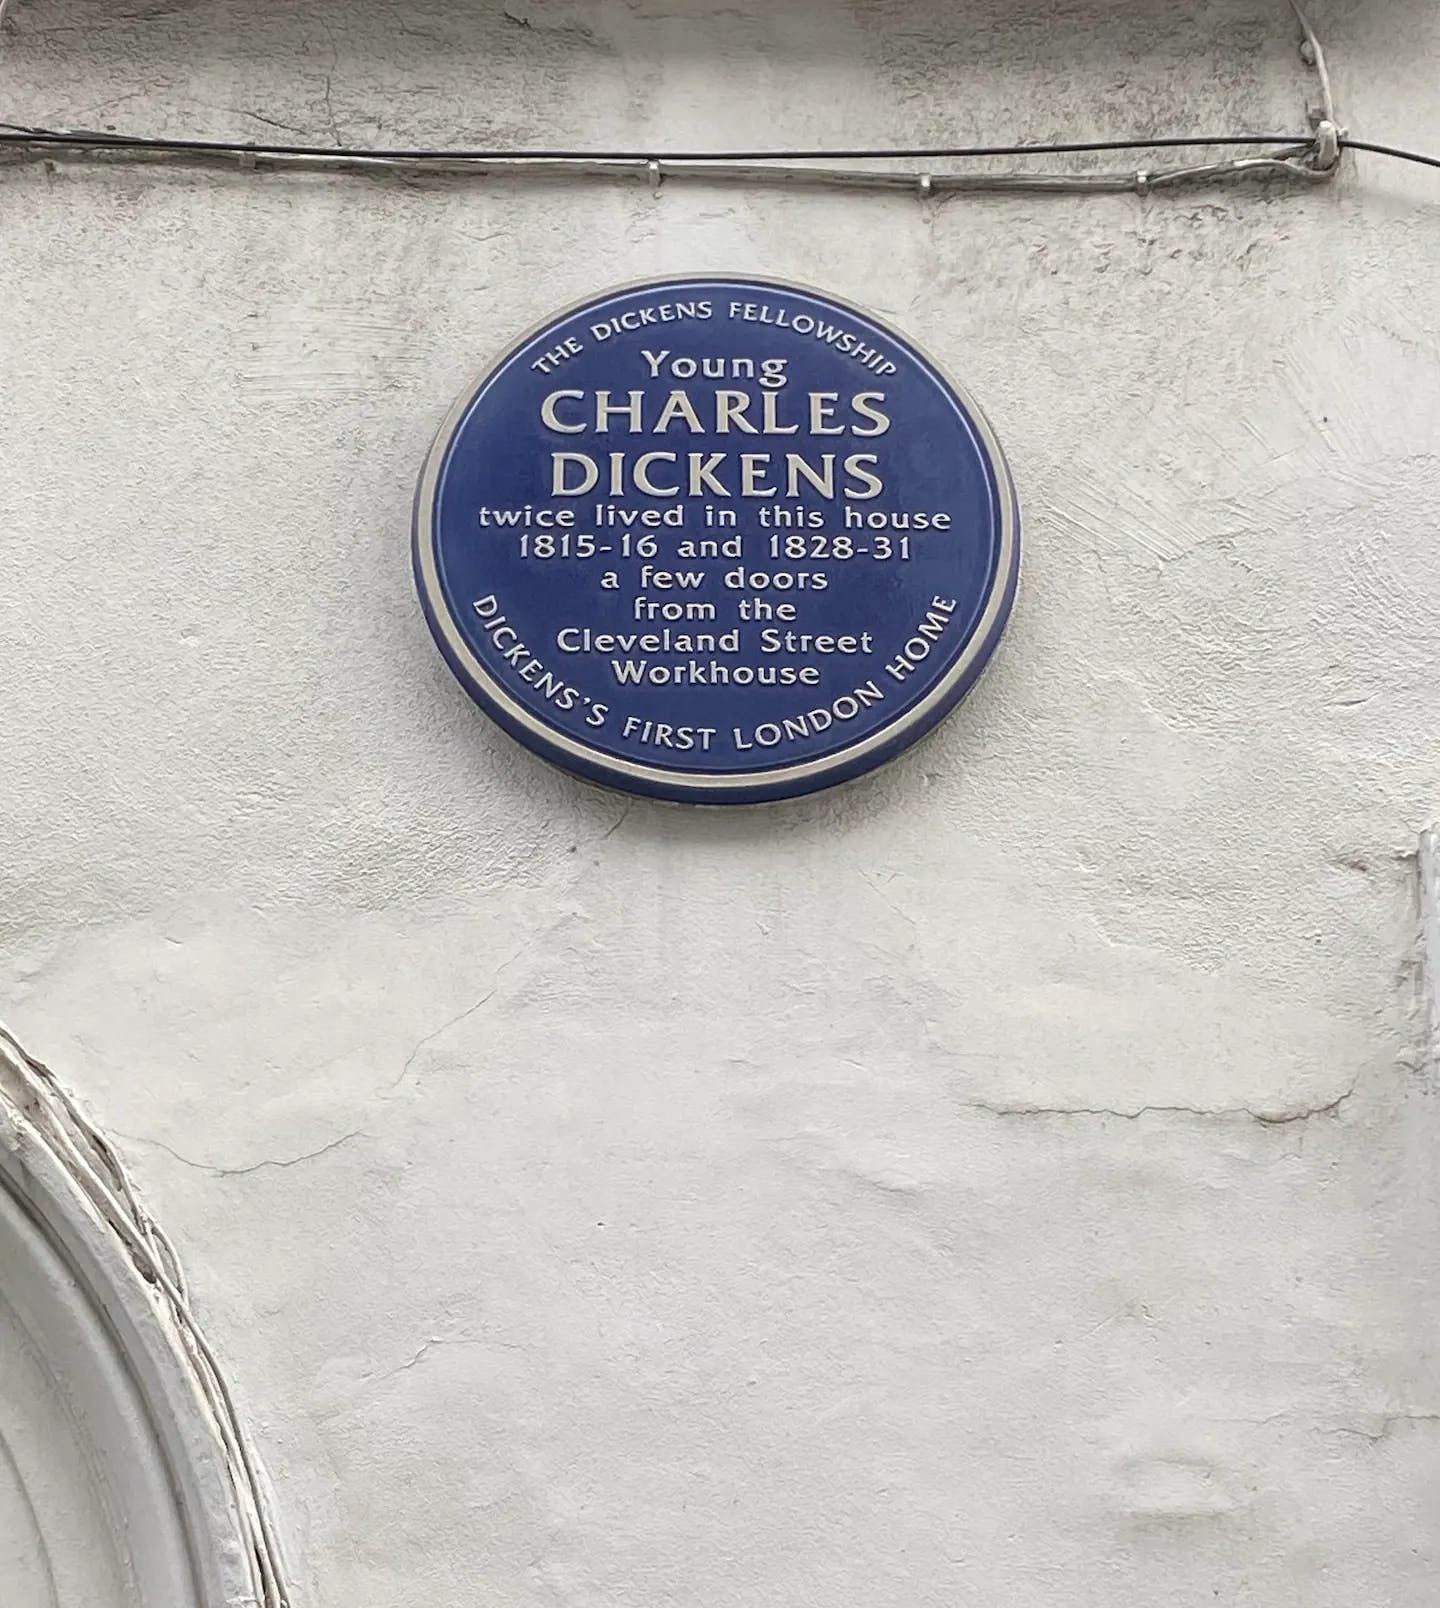 THE DICKENS FELLOWSHIP
Young
CHARLES
DICKENS
twice lived in this house
1815-16 and 1828-31
a few doors
from the
Cleveland Street
Workhouse
DICKENS'S FIRST LONDON HOME